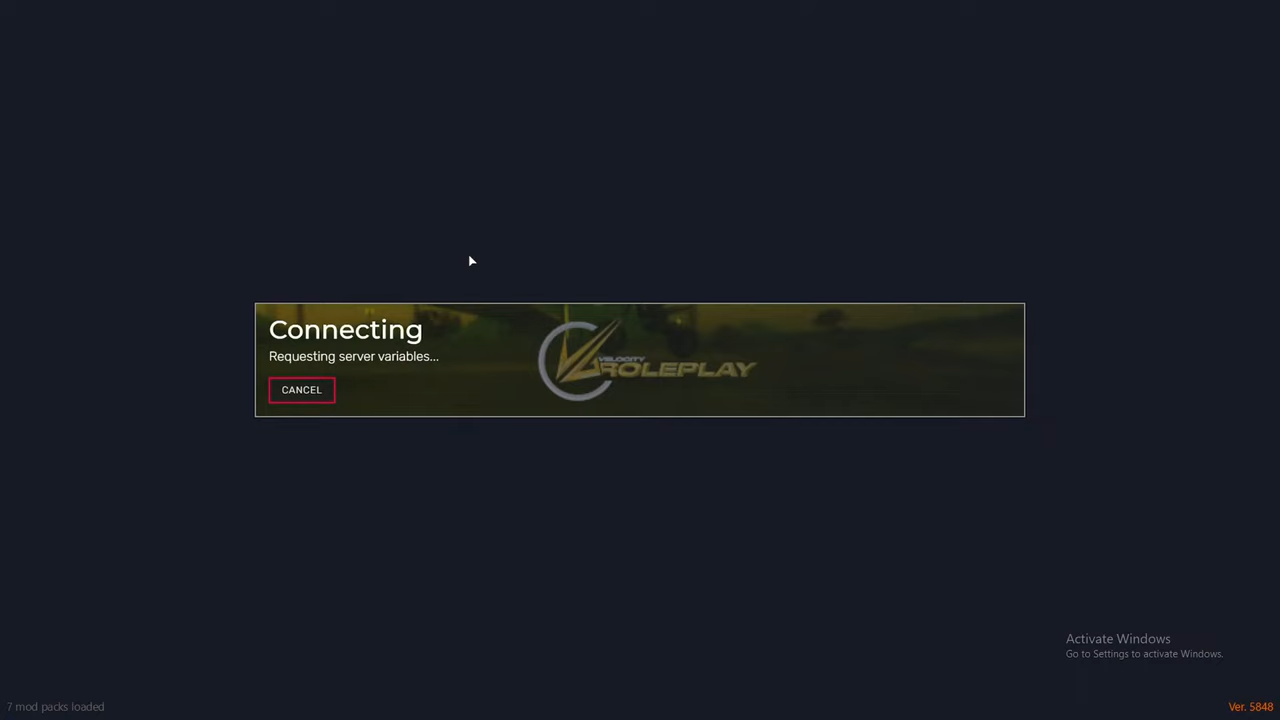 Connecting
Requesting server variables...
CANCEL
VELOCITY
ROLEPLAY
Activate Windows
Go to Settings to activate Windows.
7 mod packs loaded
Ver. 5848